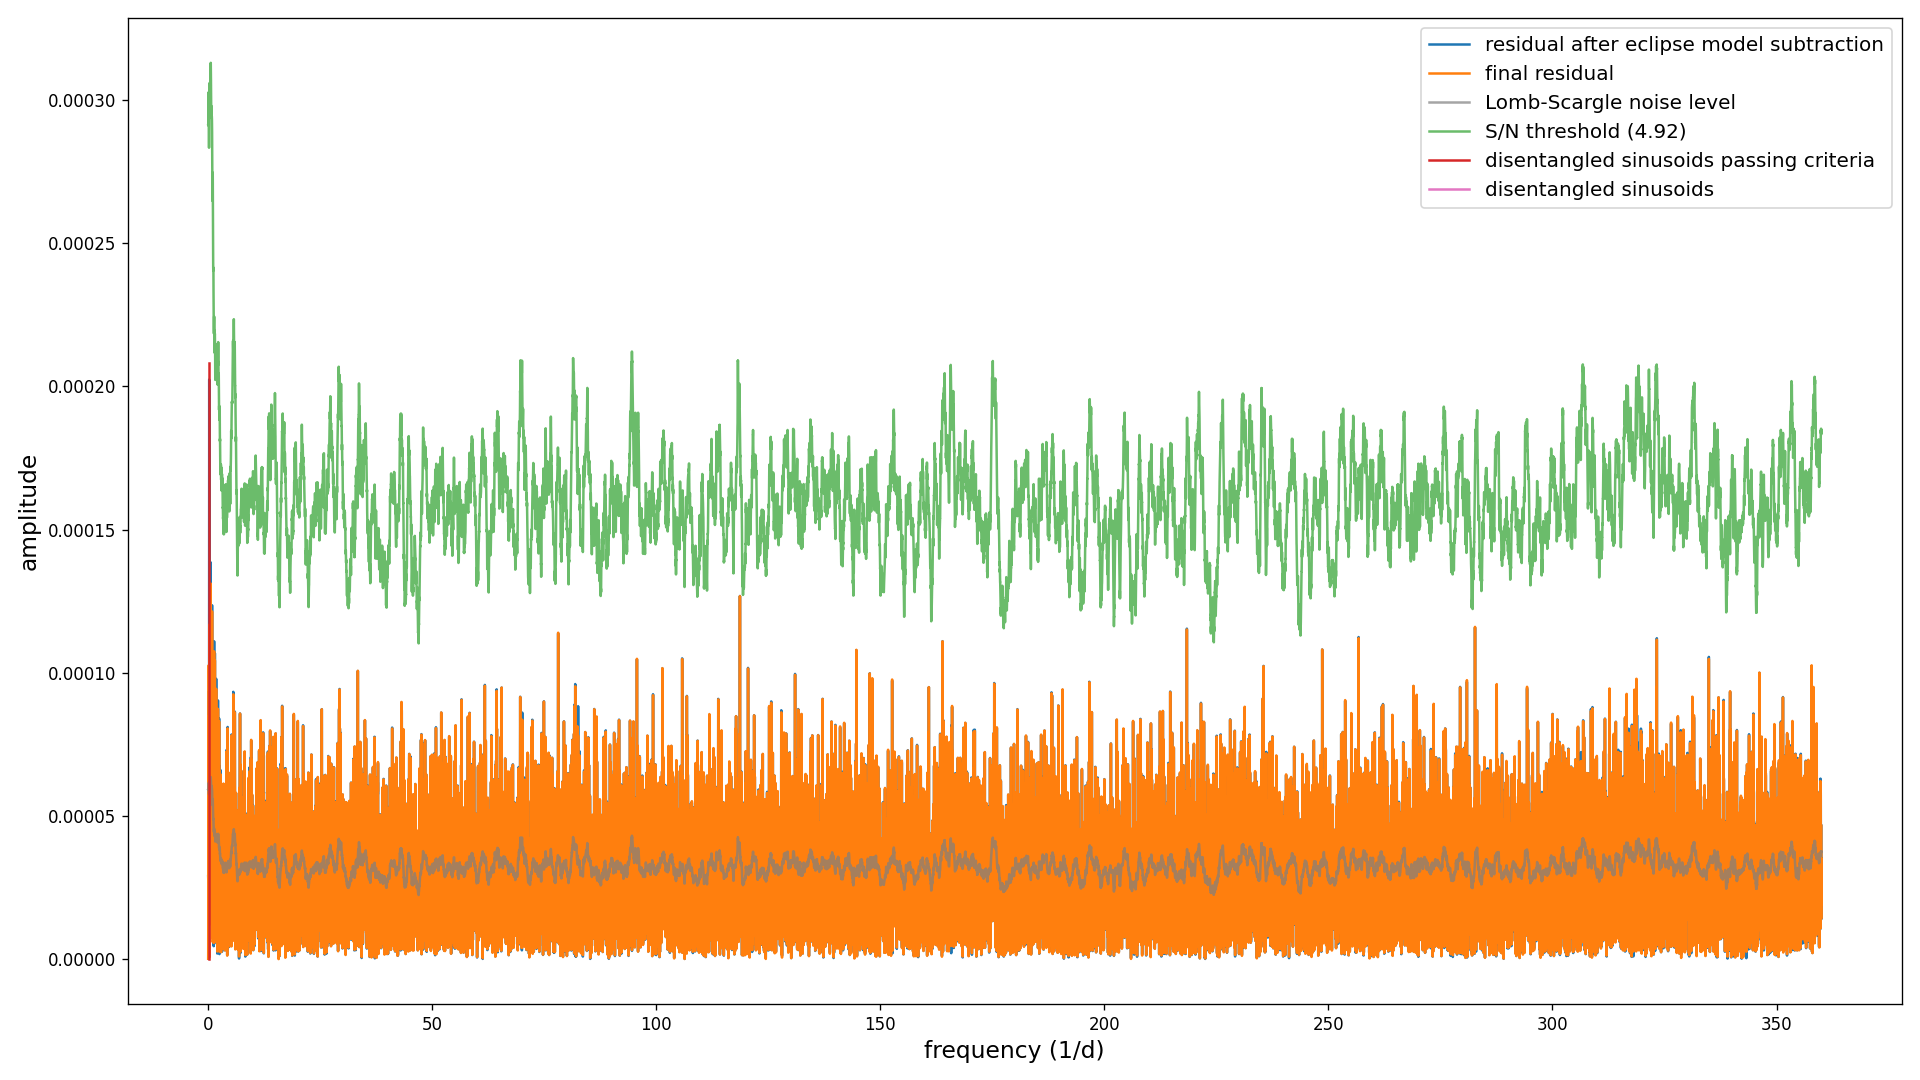 residual after eclipse model subtraction
final residual
Lomb-Scargle noise level
S/N threshold (4.92)
disentangled sinusoids passing criteria
disentangled sinusoids
0.00030
0.00025
0.00020
0.00015
0.00010
0.00005
0.00000
amplitude
0 50 100 150 200 250 300 350
frequency (1/d)